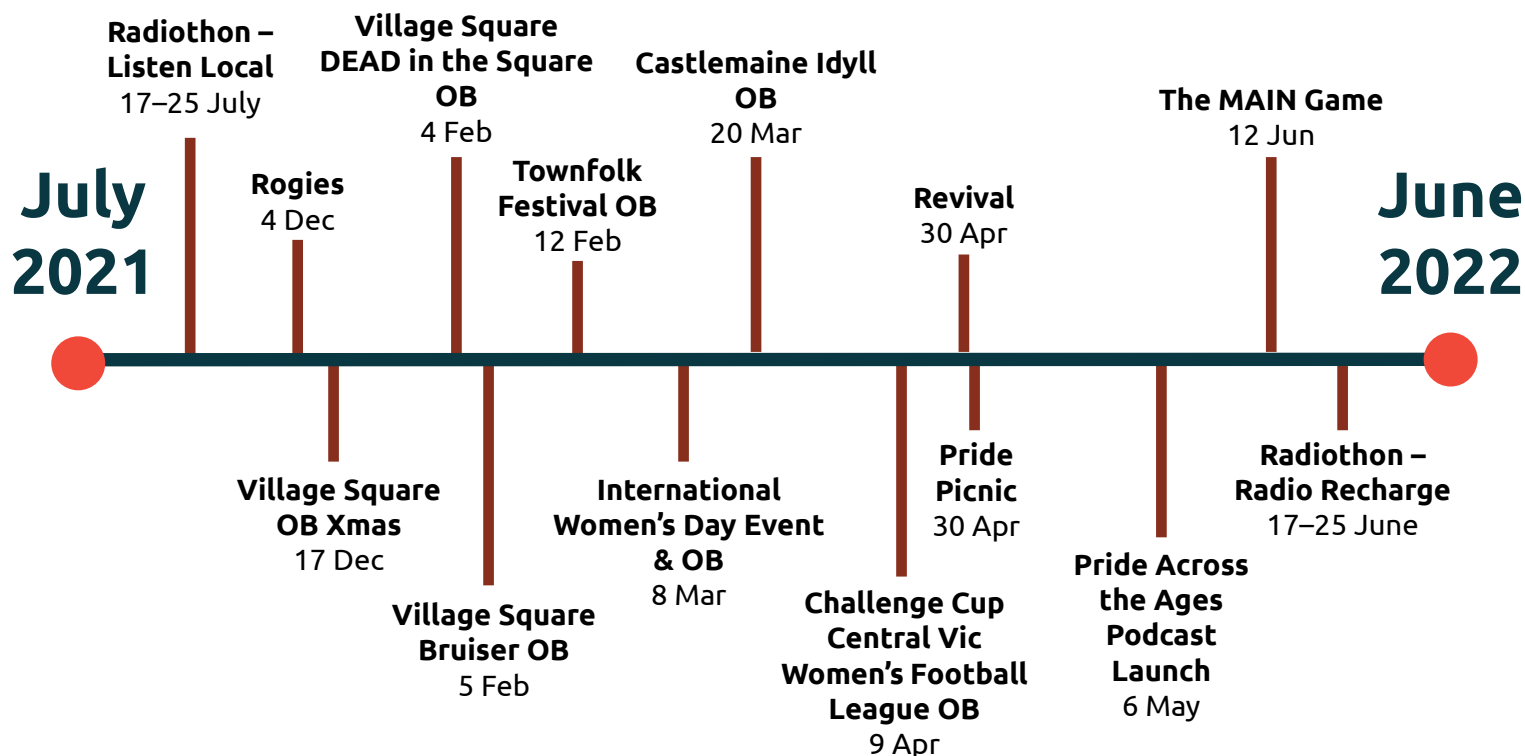 July
2021
Radiothon –
Listen Local
17–25 July
Rogies
4 Dec
Village Square
OB Xmas
17 Dec
Village Square
DEAD in the Square
OB
4 Feb
Village Square
Bruiser OB
5 Feb
Townfolk
Festival OB
12 Feb
International
Women’s Day Event
& OB
8 Mar
Castlemaine Idyll
OB
20 Mar
Challenge Cup
Central Vic
Women’s Football
League OB
9 Apr
Revival
30 Apr
Pride
Picnic
30 Apr
Pride Across
the Ages
Podcast
Launch
6 May
The MAIN Game
12 Jun
Radiothon –
Radio Recharge
17–25 June
June
2022